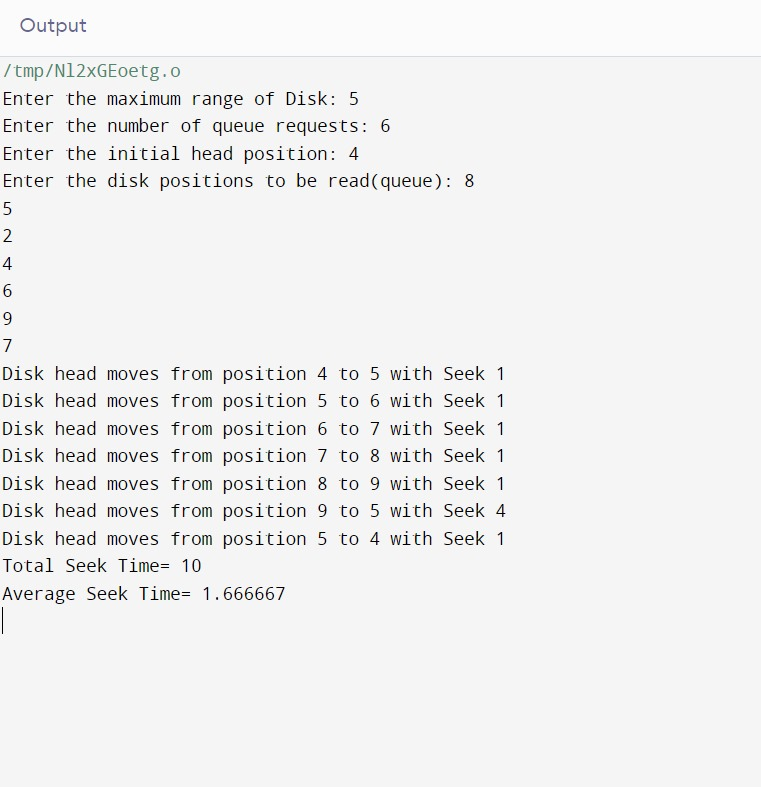 Output
/tmp/Nl2xGEoetg.o
Enter the maximum range of Disk: 5
Enter the number of queue requests: 6
Enter the initial head position: 4
Enter the disk positions to be read(queue): 8
5
2
4
6
9
7
Disk head moves from position 4 to 5 with Seek 1
Disk head moves from position 5 to 6 with Seek 1
Disk head moves from position 6 to 7 with Seek 1
Disk head moves from position 7 to 8 with Seek 1
Disk head moves from position 8 to 9 with Seek 1
Disk head moves from position 9 to 5 with Seek 4
Disk head moves from position 5 to 4 with Seek 1
Total Seek Time= 10
Average Seek Time= 1.666667